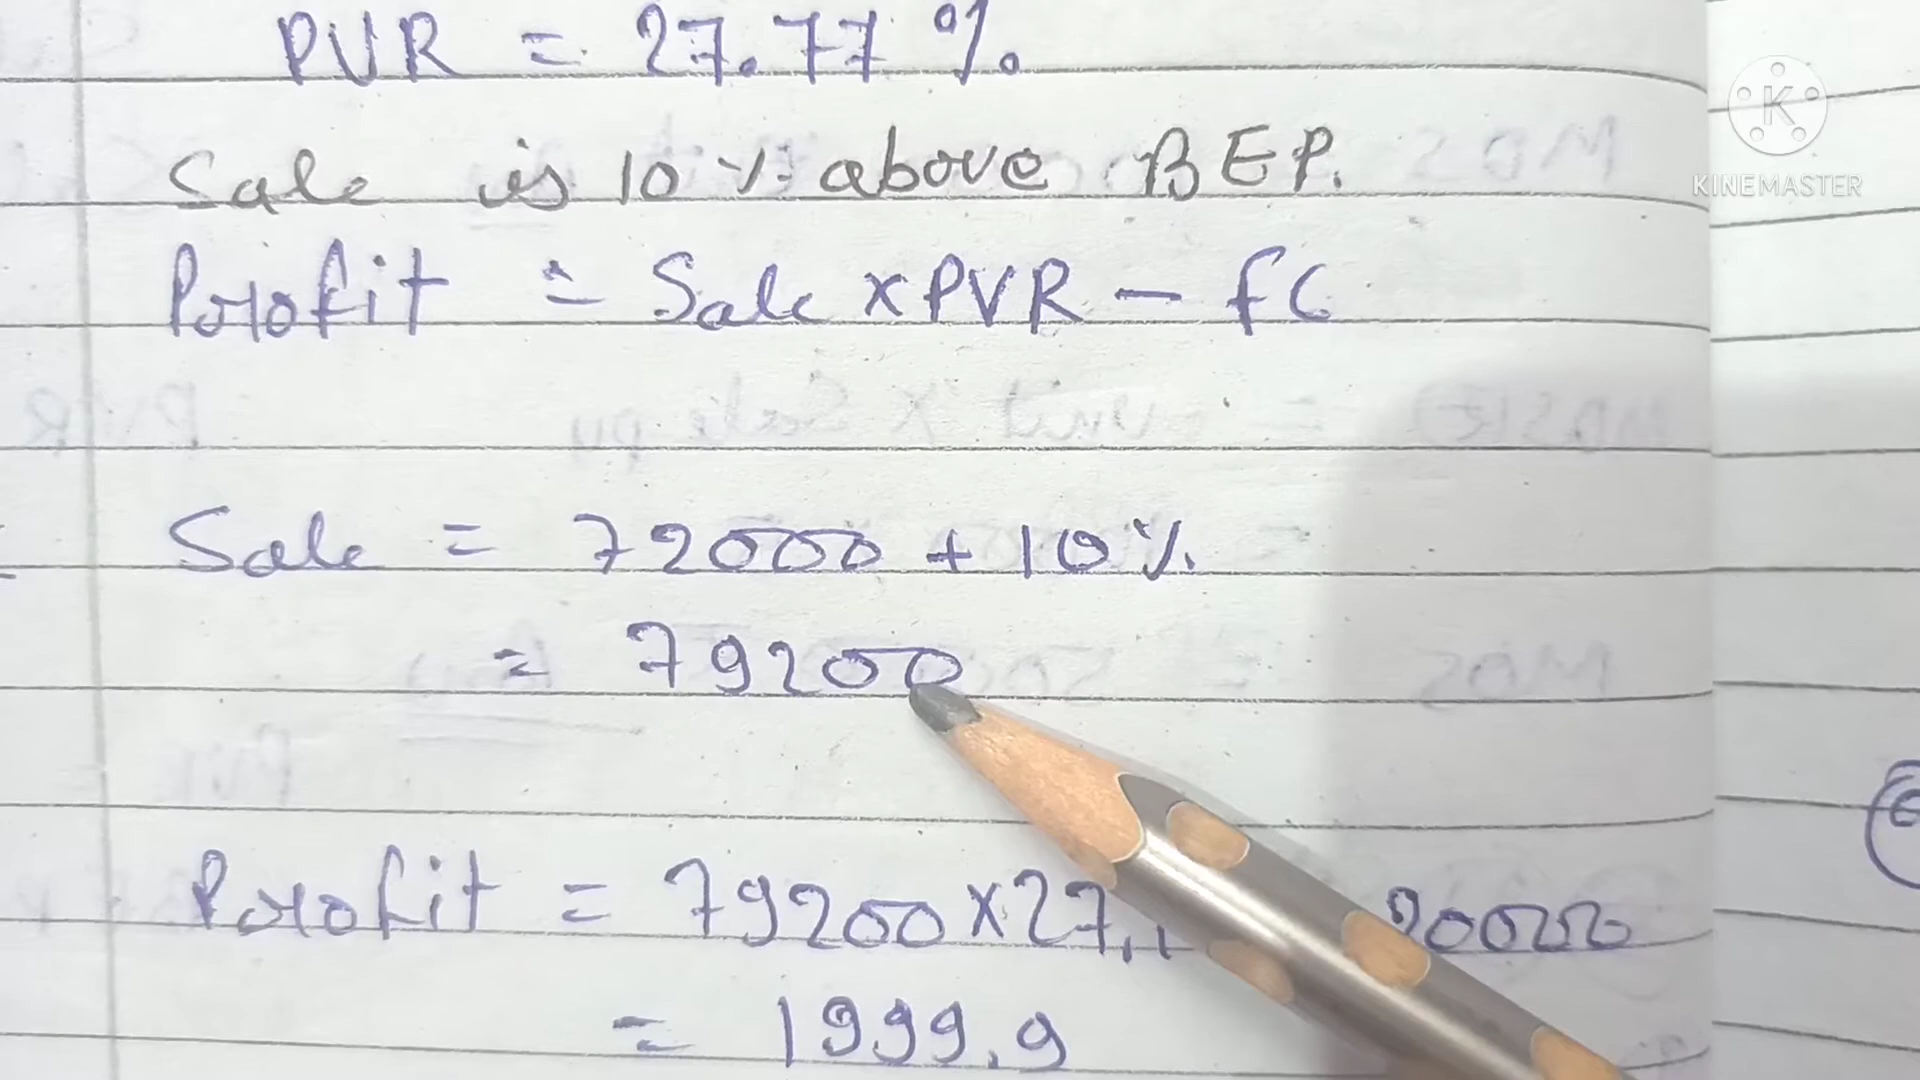 PVR = 27.77 %.
Sale is 10 %. above BEP.
Profit = Sale x PVR - FC
Sale = 72000 + 10 %.
= 79200
Profit = 79200 x 27. 20000
= 1999.9
KINEMASTER